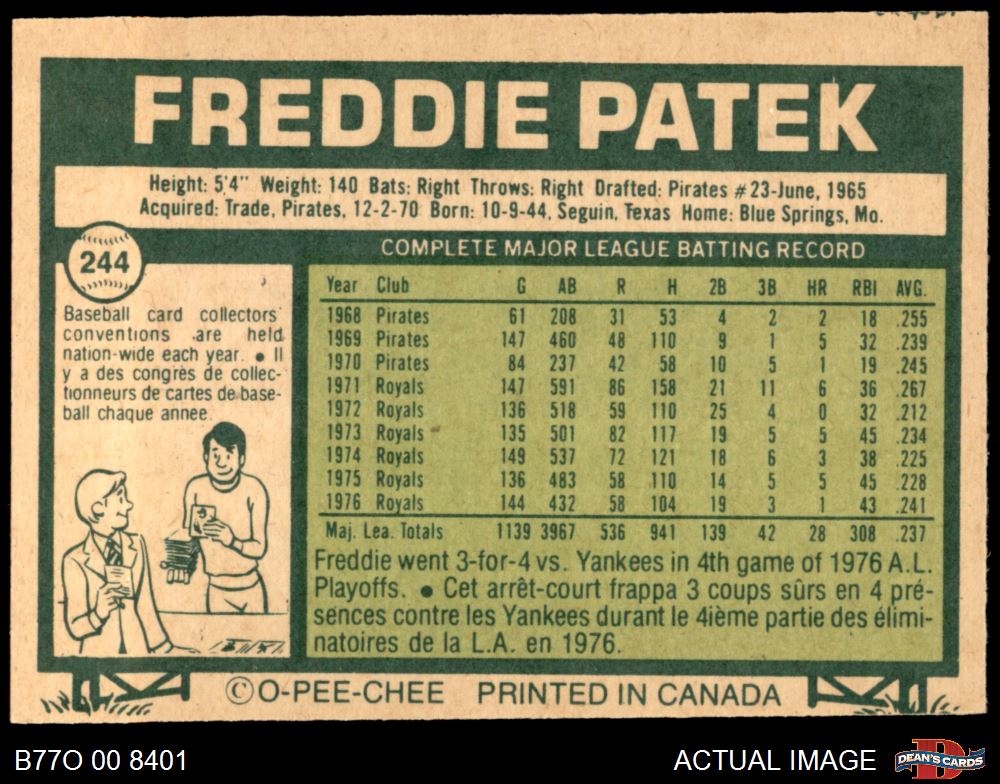 FREDDIE PATEK
Height: 5'4" Weight: 140 Bats: Right Throws: Right Drafted: Pirates #23-June, 1965
Acquired: Trade, Pirates, 12-2-70 Born: 10-9-44, Seguin, Texas Home: Blue Springs, Mo.
244
Baseball card collectors'
conventions are held
nation-wide each year. • Il
y a des congrès de collec-
tionneurs de cartes de base-
ball chaque annee.
COMPLETE MAJOR LEAGUE BATTING RECORD
Year Club G AB R H 2B 3B HR RBI AVG.
1968 Pirates 61 208 31 53 4 2 2 18 .255
1969 Pirates 147 460 48 110 9 1 5 32 .239
1970 Pirates 84 237 42 58 10 5 1 19 .245
1971 Royals 147 591 86 158 21 11 6 36 .267
1972 Royals 136 518 59 110 25 4 0 32 .212
1973 Royals 135 501 82 117 19 5 5 45 .234
1974 Royals 149 537 72 121 18 6 3 38 .225
1975 Royals 136 483 58 110 14 5 5 45 .228
1976 Royals 144 432 58 104 19 3 1 43 .241
Maj. Lea. Totals 1139 3967 536 941 139 42 28 308 .237
Freddie went 3-for-4 vs. Yankees in 4th game of 1976 A.L.
Playoffs. • Cet arrêt-court frappa 3 coups sûrs en 4 pré-
sences contre les Yankees durant le 4ième partie des élimi-
natoires de la L.A. en 1976.
© O-PEE-CHEE PRINTED IN CANADA
B77O 00 8401
ACTUAL IMAGE
DEAN'S CARDS